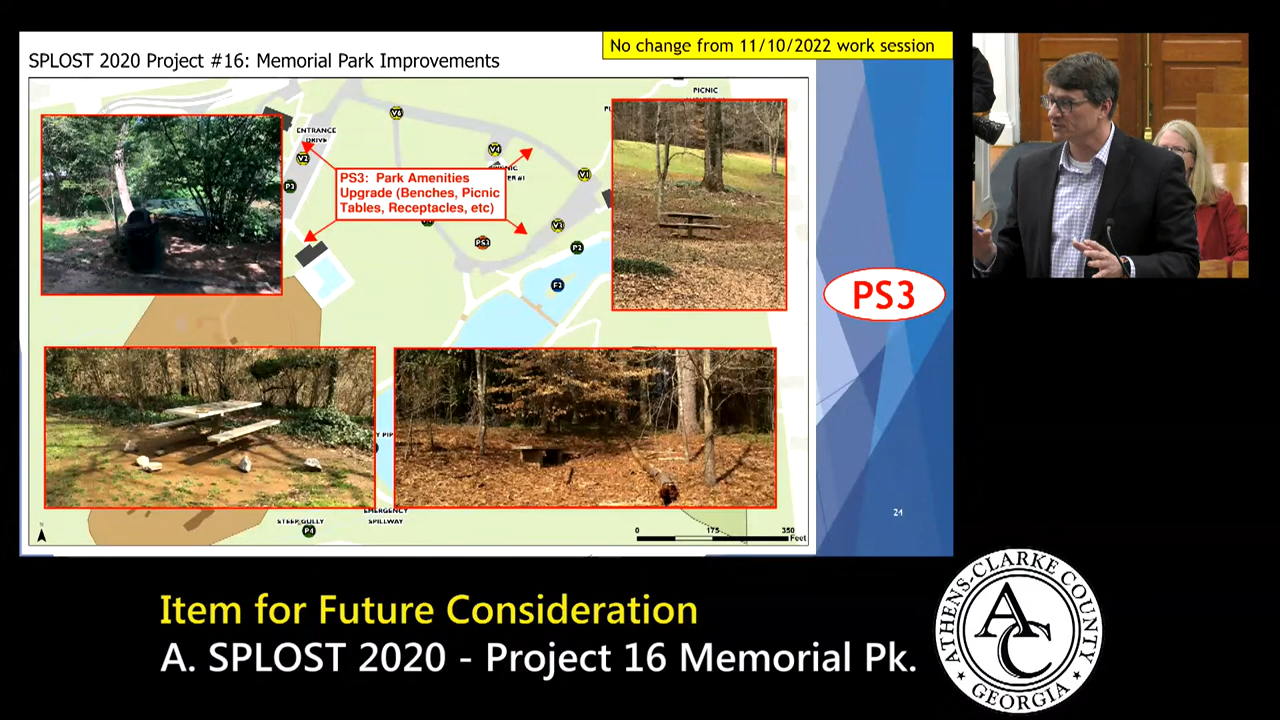 No change from 11/10/2022 work session
SPLOST 2020 Project #16: Memorial Park Improvements
PICNIC
V6
ENTRANCE
DRIVE
V2
V4
V1
P3
PS3: Park Amenities
Upgrade (Benches, Picnic
Tables, Receptacles, etc)
V3
PS3
P2
F2
PS3
STEEP GULLY
P4
EMERGENCY
SPILLWAY
N
0 175 350
Feet
24
Item for Future Consideration
A. SPLOST 2020 - Project 16 Memorial Pk.
ATHENS-CLARKE COUNTY
AC
GEORGIA